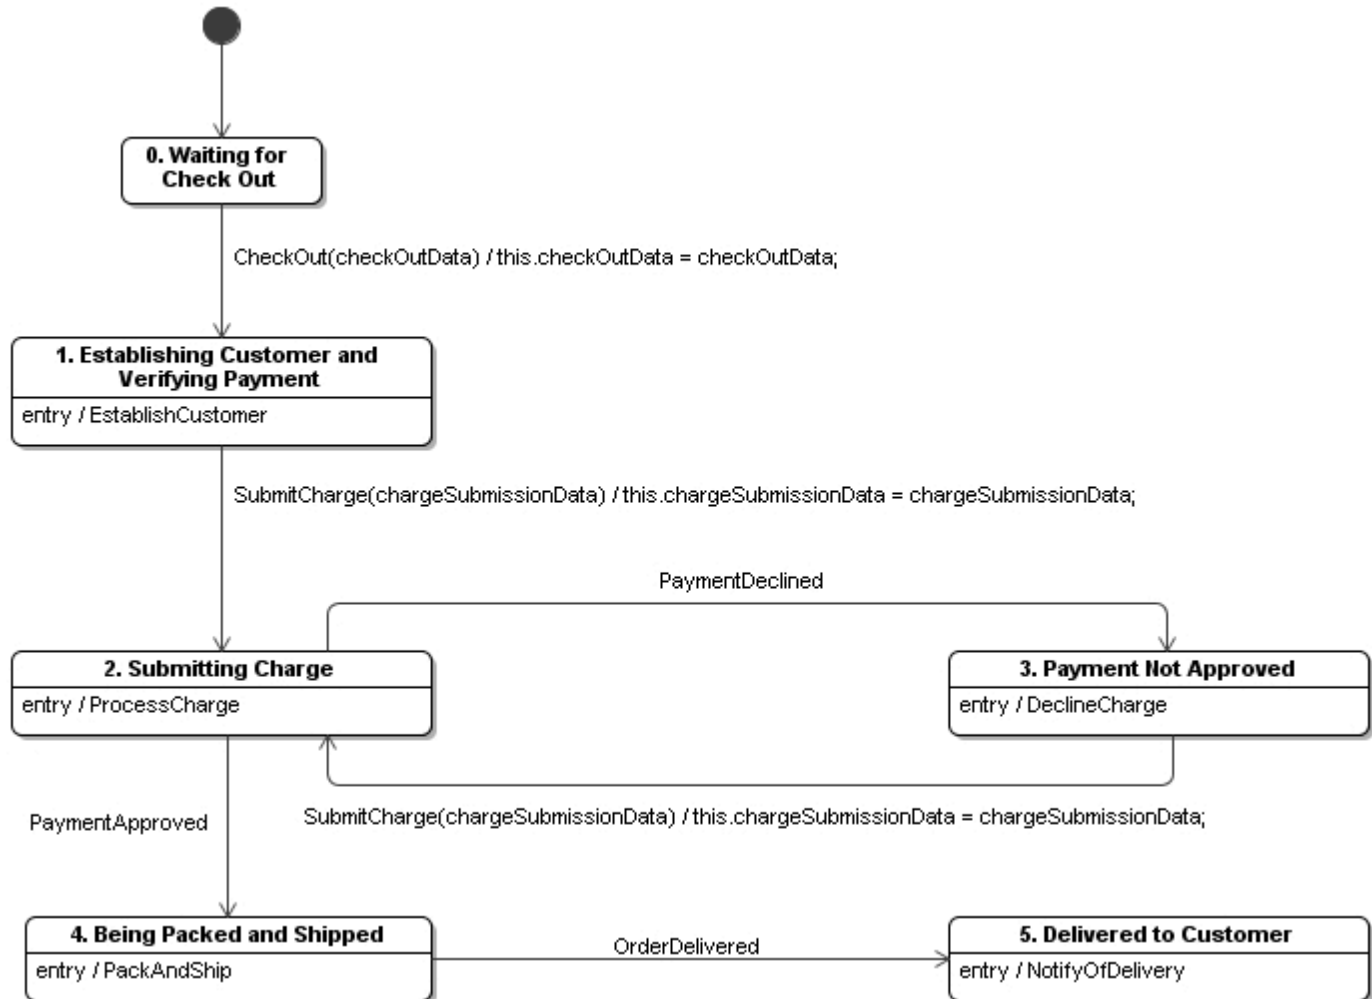 0. Waiting for
Check Out
CheckOut(checkOutData) / this.checkOutData = checkOutData;
1. Establishing Customer and
Verifying Payment
entry / EstablishCustomer
SubmitCharge(chargeSubmissionData) / this.chargeSubmissionData = chargeSubmissionData;
PaymentDeclined
2. Submitting Charge
entry / ProcessCharge
3. Payment Not Approved
entry / DeclineCharge
PaymentApproved
SubmitCharge(chargeSubmissionData) / this.chargeSubmissionData = chargeSubmissionData;
4. Being Packed and Shipped
entry / PackAndShip
OrderDelivered
5. Delivered to Customer
entry / NotifyOfDelivery